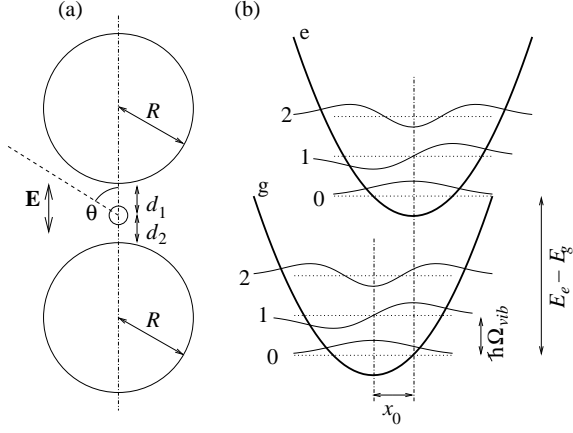 (a)
R
E
θ
d₁
d₂
R
(b)
e
2
1
0
g
2
1
0
x₀
ħΩ_vib
E_e − E_g